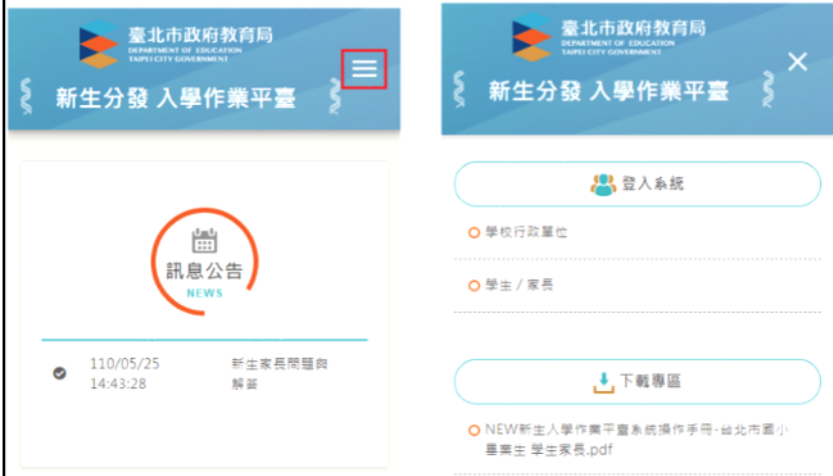 臺北市政府教育局
DEPARTMENT OF EDUCATION
TAIPEI CITY GOVERNMENT
新生分發 入學作業平臺
訊息公告
NEWS
110/05/25
14:43:28
新生家長問題與
解答
臺北市政府教育局
DEPARTMENT OF EDUCATION
TAIPEI CITY GOVERNMENT
新生分發 入學作業平臺
登入系統
學校行政單位
學生 / 家長
下載專區
NEW新生入學作業平臺系統操作手冊-台北市國小
畢業生 學生家長.pdf